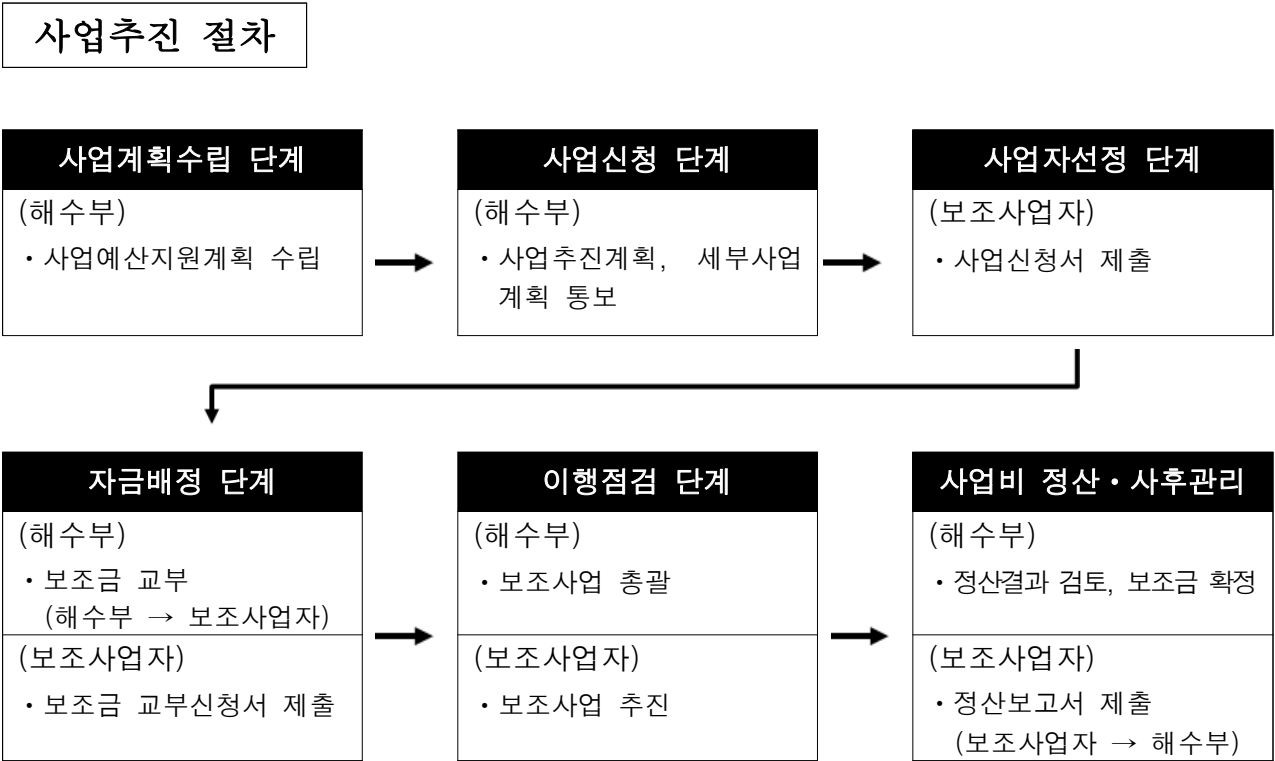 사업추진 절차
사업계획수립 단계
(해수부)
・사업예산지원계획 수립
사업신청 단계
(해수부)
・사업추진계획, 세부사업
계획 통보
사업자선정 단계
(보조사업자)
・사업신청서 제출
자금배정 단계
(해수부)
・보조금 교부
(해수부 → 보조사업자)
(보조사업자)
・보조금 교부신청서 제출
이행점검 단계
(해수부)
・보조사업 총괄
(보조사업자)
・보조사업 추진
사업비 정산・사후관리
(해수부)
・정산결과 검토, 보조금 확정
(보조사업자)
・정산보고서 제출
(보조사업자 → 해수부)